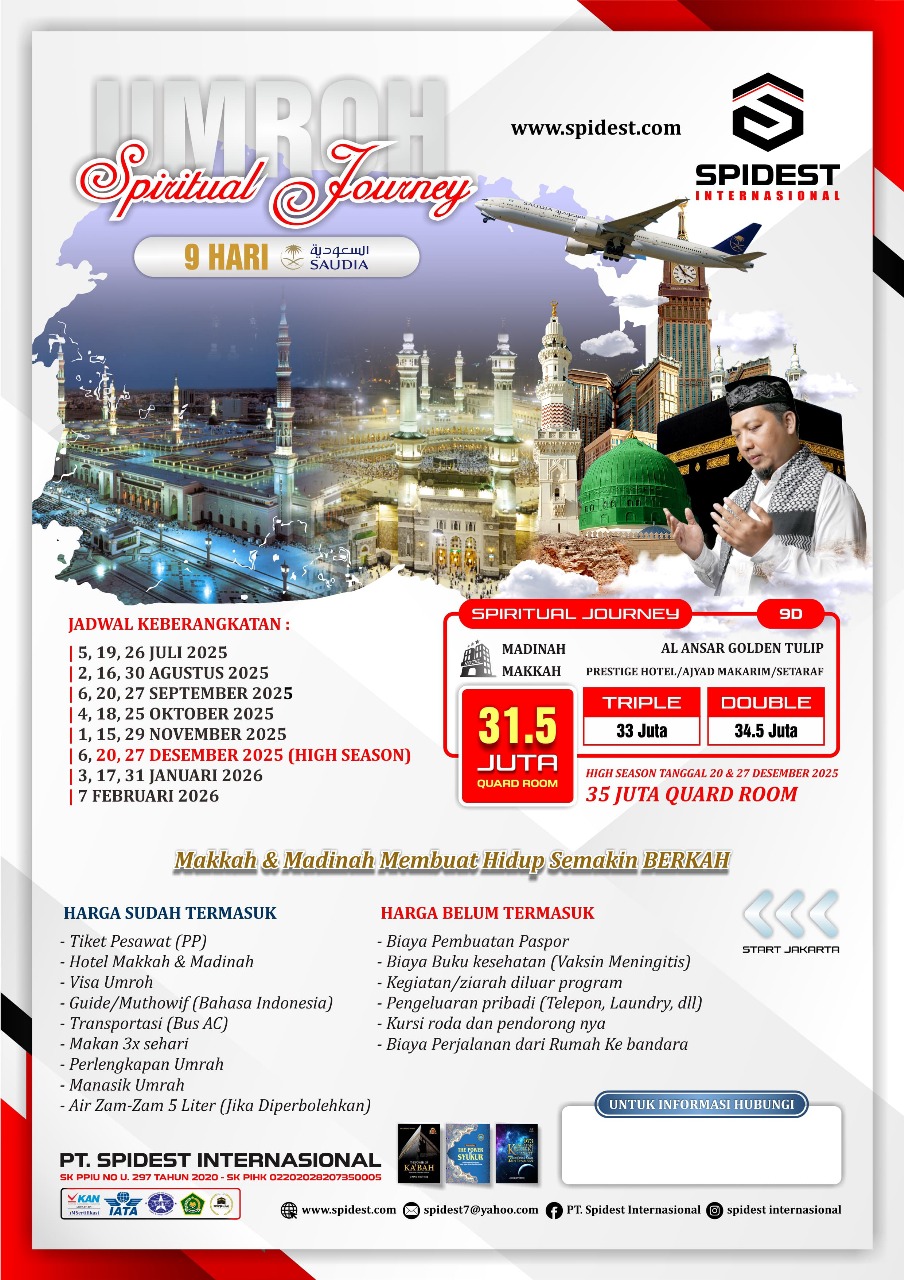 UMROH
Spiritual Journey
9 HARI
السعودية
SAUDIA
www.spidest.com
SPIDEST
INTERNASIONAL
JADWAL KEBERANGKATAN :
| 5, 19, 26 JULI 2025
| 2, 16, 30 AGUSTUS 2025
| 6, 20, 27 SEPTEMBER 2025
| 4, 18, 25 OKTOBER 2025
| 1, 15, 29 NOVEMBER 2025
| 6, 20, 27 DESEMBER 2025 (HIGH SEASON)
| 3, 17, 31 JANUARI 2026
| 7 FEBRUARI 2026
SPIRITUAL JOURNEY 9D
MADINAH AL ANSAR GOLDEN TULIP
MAKKAH PRESTIGE HOTEL/AJYAD MAKARIM/SETARAF
31.5
JUTA
QUARD ROOM
TRIPLE
33 Juta
DOUBLE
34.5 Juta
HIGH SEASON TANGGAL 20 & 27 DESEMBER 2025
35 JUTA QUARD ROOM
Makkah & Madinah Membuat Hidup Semakin BERKAH
HARGA SUDAH TERMASUK
- Tiket Pesawat (PP)
- Hotel Makkah & Madinah
- Visa Umroh
- Guide/Muthowif (Bahasa Indonesia)
- Transportasi (Bus AC)
- Makan 3x sehari
- Perlengkapan Umrah
- Manasik Umrah
- Air Zam-Zam 5 Liter (Jika Diperbolehkan)
HARGA BELUM TERMASUK
- Biaya Pembuatan Paspor
- Biaya Buku kesehatan (Vaksin Meningitis)
- Kegiatan/ziarah diluar program
- Pengeluaran pribadi (Telepon, Laundry, dll)
- Kursi roda dan pendorong nya
- Biaya Perjalanan dari Rumah Ke bandara
START JAKARTA
UNTUK INFORMASI HUBUNGI
PT. SPIDEST INTERNASIONAL
SK PPIU NO U. 297 TAHUN 2020 - SK PIHK 02202028207350005
KAN
IATA
KA'BAH
THE POWER
SYUKUR
www.spidest.com spidest7@yahoo.com PT. Spidest Internasional spidest internasional